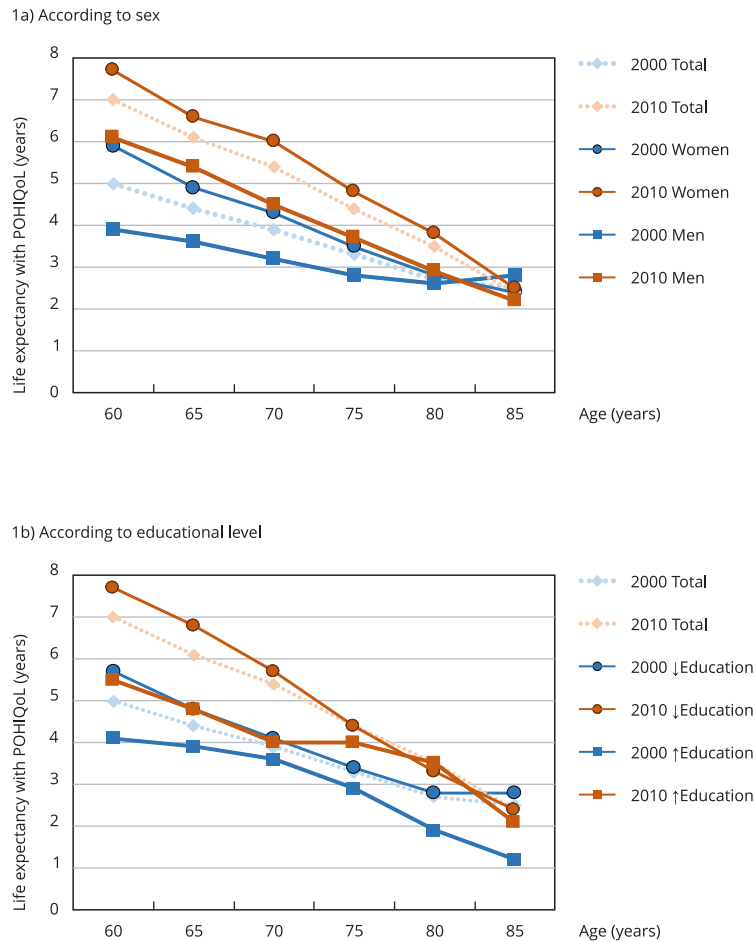 1a) According to sex
Life expectancy with POHIQoL (years)
8
7
6
5
4
3
2
1
0
60 65 70 75 80 85 Age (years)
2000 Total
2010 Total
2000 Women
2010 Women
2000 Men
2010 Men
1b) According to educational level
Life expectancy with POHIQoL (years)
8
7
6
5
4
3
2
1
0
60 65 70 75 80 85 Age (years)
2000 Total
2010 Total
2000 ↓Education
2010 ↓Education
2000 ↑Education
2010 ↑Education